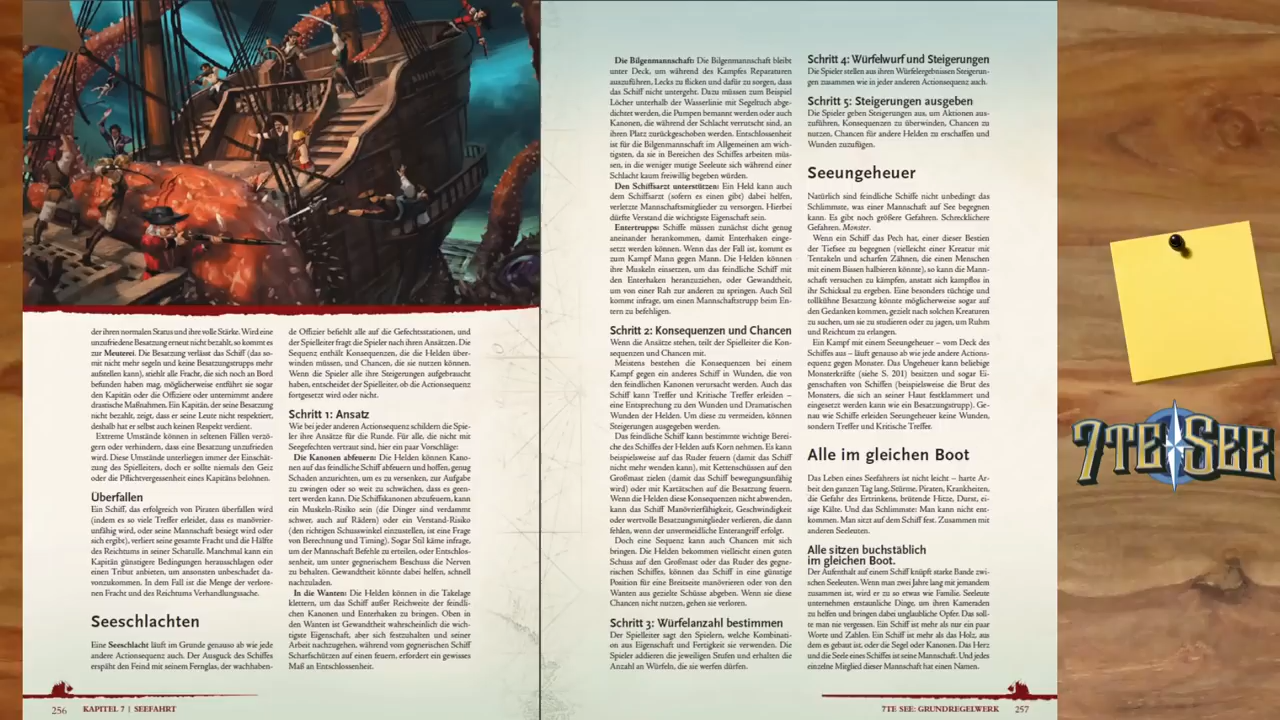 der ihren normalen Status und ihre volle Stärke. Wird eine
unzufriedene Besatzung erneut nicht bezahlt, so kommt es
zur Meuterei. Die Besatzung verlässt das Schiff (das so-
mit nicht mehr segeln und keine Besatzungstrupps mehr
aufstellen kann), stiehlt alle Fracht, die sich noch an Bord
befunden haben mag, möglicherweise entführt sie sogar
den Kapitän oder die Offiziere oder unternimmt andere
drastische Maßnahmen. Ein Kapitän, der seine Besatzung
nicht bezahlt, zeigt, dass er seine Leute nicht respektiert,
deshalb hat er selbst auch keinen Respekt verdient.
Extreme Umstände können in seltenen Fällen verzö-
gern oder verhindern, dass eine Besatzung unzufrieden
wird. Diese Umstände unterliegen immer der Einschät-
zung des Spielleiters, doch er sollte niemals den Geiz
oder die Pflichtvergessenheit eines Kapitäns belohnen.
Überfallen
Ein Schiff, das erfolgreich von Piraten überfallen wird
(indem es so viele Treffer erleidet, dass es manövrier-
unfähig wird, oder seine Mannschaft besiegt wird oder
sich ergibt), verliert seine gesamte Fracht und die Hälfte
des Reichtums in seiner Schatulle. Manchmal kann ein
Kapitän günstigere Bedingungen herausschlagen oder
einen Tribut anbieten, um ansonsten unbeschadet da-
vonzukommen. In dem Fall ist die Menge der verlore-
nen Fracht und des Reichtums Verhandlungssache.
Seeschlachten
Eine Seeschlacht läuft im Grunde genauso ab wie jede
andere Actionsequenz auch. Der Ausguck des Schiffes
erspäht den Feind mit seinem Fernglas, der wachhaben-
de Offizier befiehlt alle auf die Gefechtsstationen, und
der Spielleiter fragt die Spieler nach ihren Ansätzen. Die
Sequenz enthält Konsequenzen, die die Helden über-
winden müssen, und Chancen, die sie nutzen können.
Wenn die Spieler alle ihre Steigerungen aufgebraucht
haben, entscheidet der Spielleiter, ob die Actionsequenz
fortgesetzt wird oder nicht.
Schritt 1: Ansatz
Wie bei jeder anderen Actionsequenz schildern die Spie-
ler ihre Ansätze für die Runde. Für alle, die nicht mit
Seegefechten vertraut sind, hier ein paar Vorschläge:
Die Kanonen abfeuern: Die Helden können Kano-
nen auf das feindliche Schiff abfeuern und hoffen, genug
Schaden anzurichten, um es zu versenken, zur Aufgabe
zu zwingen oder so weit zu schwächen, dass es geen-
tert werden kann. Die Schiffskanonen abzufeuern, kann
ein Muskeln-Risiko sein (die Dinger sind verdammt
schwer, auch auf Rädern) oder ein Verstand-Risiko
(den richtigen Schusswinkel einzustellen, ist eine Frage
von Berechnung und Timing). Sogar Stil käme infrage,
um der Mannschaft Befehle zu erteilen, oder Entschlos-
senheit, um unter gegnerischem Beschuss die Nerven
zu behalten. Gewandtheit könnte dabei helfen, schnell
nachzuladen.
In die Wanten: Die Helden können in die Takelage
klettern, um das Schiff außer Reichweite der feindli-
chen Kanonen und Enterhaken zu bringen. Oben in
den Wanten ist Gewandtheit wahrscheinlich die wich-
tigste Eigenschaft, aber sich festzuhalten und seiner
Arbeit nachzugehen, während vom gegnerischen Schiff
Scharfschützen auf einen feuern, erfordert ein gewisses
Maß an Entschlossenheit.
256 KAPITEL 7 | SEEFAHRT
Die Bilgenmannschaft: Die Bilgenmannschaft bleibt
unter Deck, um während des Kampfes Reparaturen
auszuführen, Lecks zu flicken und dafür zu sorgen, dass
das Schiff nicht untergeht. Dazu müssen zum Beispiel
Löcher unterhalb der Wasserlinie mit Segeltuch abge-
dichtet werden, die Pumpen bemannt werden oder auch
Kanonen, die während der Schlacht verrutscht sind, an
ihren Platz zurückgeschoben werden. Entschlossenheit
ist für die Bilgenmannschaft im Allgemeinen am wich-
tigsten, da sie in Bereichen des Schiffes arbeiten müs-
sen, in die weniger mutige Seeleute sich während einer
Schlacht kaum freiwillig begeben würden.
Den Schiffsarzt unterstützen: Ein Held kann auch
dem Schiffsarzt (sofern es einen gibt) dabei helfen,
verletzte Mannschaftsmitglieder zu versorgen. Hierbei
dürfte Verstand die wichtigste Eigenschaft sein.
Entertrupps: Schiffe müssen zunächst dicht genug
aneinander herankommen, damit Enterhaken einge-
setzt werden können. Wenn das der Fall ist, kommt es
zum Kampf Mann gegen Mann. Die Helden können
ihre Muskeln einsetzen, um das feindliche Schiff mit
den Enterhaken heranzuziehen, oder Gewandtheit,
um von einer Rah zur anderen zu springen. Auch Stil
kommt infrage, um einen Mannschaftstrupp beim En-
tern zu befehligen.
Schritt 2: Konsequenzen und Chancen
Wenn die Ansätze stehen, teilt der Spielleiter die Kon-
sequenzen und Chancen mit.
Meistens bestehen die Konsequenzen bei einem
Kampf gegen ein anderes Schiff in Wunden, die von
den feindlichen Kanonen verursacht werden. Auch das
Schiff kann Treffer und Kritische Treffer erleiden –
eine Entsprechung zu den Wunden und Dramatischen
Wunden der Helden. Um diese zu vermeiden, können
Steigerungen ausgegeben werden.
Das feindliche Schiff kann bestimmte wichtige Berei-
che des Schiffes der Helden aufs Korn nehmen. Es kann
beispielsweise auf das Ruder feuern (damit das Schiff
nicht mehr wenden kann), mit Kettenschüssen auf den
Großmast zielen (damit das Schiff bewegungsunfähig
wird) oder mit Kartätschen auf die Besatzung feuern.
Wenn die Helden diese Konsequenzen nicht abwenden,
kann das Schiff Manövrierfähigkeit, Geschwindigkeit
oder wertvolle Besatzungsmitglieder verlieren, die dann
fehlen, wenn der unvermeidliche Enterangriff erfolgt.
Doch eine Sequenz kann auch Chancen mit sich
bringen. Die Helden bekommen vielleicht einen guten
Schuss auf den Großmast oder das Ruder des gegne-
rischen Schiffes, können das Schiff in eine günstige
Position für eine Breitseite manövrieren oder von den
Wanten aus gezielte Schüsse abgeben. Wenn sie diese
Chancen nicht nutzen, gehen sie verloren.
Schritt 3: Würfelanzahl bestimmen
Der Spielleiter sagt den Spielern, welche Kombinati-
on aus Eigenschaft und Fertigkeit sie verwenden. Die
Spieler addieren die jeweiligen Stufen und erhalten die
Anzahl an Würfeln, die sie werfen dürfen.
Schritt 4: Würfelwurf und Steigerungen
Die Spieler stellen aus ihren Würfelergebnissen Steigerun-
gen zusammen wie in jeder anderen Actionsequenz auch.
Schritt 5: Steigerungen ausgeben
Die Spieler geben Steigerungen aus, um Aktionen aus-
zuführen, Konsequenzen zu überwinden, Chancen zu
nutzen, Chancen für andere Helden zu erschaffen und
Wunden zuzufügen.
Seeungeheuer
Natürlich sind feindliche Schiffe nicht unbedingt das
Schlimmste, was einer Mannschaft auf See begegnen
kann. Es gibt noch größere Gefahren. Schrecklichere
Gefahren. Monster.
Wenn ein Schiff das Pech hat, einer dieser Bestien
der Tiefsee zu begegnen (vielleicht einer Kreatur mit
Tentakeln und scharfen Zähnen, die einen Menschen
mit einem Bissen halbieren könnte), so kann die Mann-
schaft versuchen zu kämpfen, anstatt sich kampflos in
ihr Schicksal zu ergeben. Eine besonders tüchtige und
tollkühne Besatzung könnte möglicherweise sogar auf
den Gedanken kommen, gezielt nach solchen Kreaturen
zu suchen, um sie zu studieren oder zu jagen, um Ruhm
und Reichtum zu erlangen.
Ein Kampf mit einem Seeungeheuer – vom Deck des
Schiffes aus – läuft genauso ab wie jede andere Actions-
equenz gegen Monster. Das Ungeheuer kann beliebige
Monsterkräfte (siehe S. 201) besitzen und sogar Ei-
genschaften von Schiffen (beispielsweise die Brut des
Monsters, die sich an seiner Haut festklammert und
eingesetzt werden kann wie ein Besatzungstrupp). Ge-
nau wie Schiffe erleiden Seeungeheuer keine Wunden,
sondern Treffer und Kritische Treffer.
Alle im gleichen Boot
Das Leben eines Seefahrers ist nicht leicht – harte Ar-
beit den ganzen Tag lang, Stürme, Piraten, Krankheiten,
die Gefahr des Ertrinkens, brütende Hitze, Durst, ei-
sige Kälte. Und das Schlimmste: Man kann nicht ent-
kommen. Man sitzt auf dem Schiff fest. Zusammen mit
anderen Seeleuten.
Alle sitzen buchstäblich
im gleichen Boot.
Der Aufenthalt auf einem Schiff knüpft starke Bande zwi-
schen Seeleuten. Wenn man zwei Jahre lang mit jemandem
zusammen ist, wird er zu so etwas wie Familie. Seeleute
unternehmen erstaunliche Dinge, um ihren Kameraden
zu helfen und bringen dabei unglaubliche Opfer. Das soll-
te man nie vergessen. Ein Schiff ist mehr als nur ein paar
Worte und Zahlen. Ein Schiff ist mehr als das Holz, aus
dem es gebaut ist, oder die Segel oder Kanonen. Das Herz
und die Seele eines Schiffes ist seine Mannschaft. Und jedes
einzelne Mitglied dieser Mannschaft hat einen Namen.
7TE SEE: GRUNDREGELWERK 257
7TE SEE